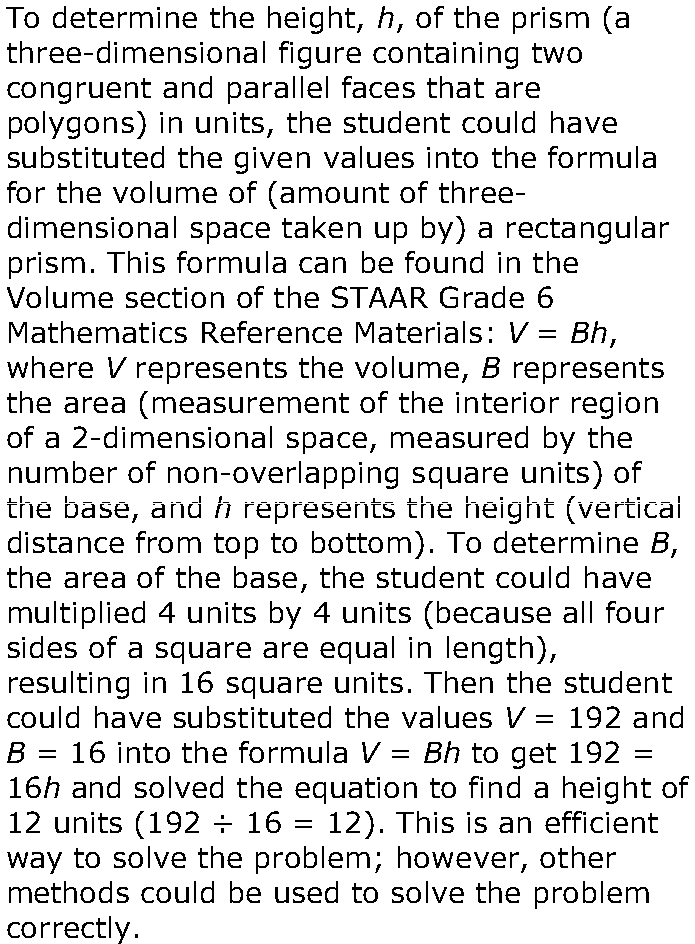 To determine the height, h, of the prism (a
three-dimensional figure containing two
congruent and parallel faces that are
polygons) in units, the student could have
substituted the given values into the formula
for the volume of (amount of three-
dimensional space taken up by) a rectangular
prism. This formula can be found in the
Volume section of the STAAR Grade 6
Mathematics Reference Materials: V = Bh,
where V represents the volume, B represents
the area (measurement of the interior region
of a 2-dimensional space, measured by the
number of non-overlapping square units) of
the base, and h represents the height (vertical
distance from top to bottom). To determine B,
the area of the base, the student could have
multiplied 4 units by 4 units (because all four
sides of a square are equal in length),
resulting in 16 square units. Then the student
could have substituted the values V = 192 and
B = 16 into the formula V = Bh to get 192 =
16h and solved the equation to find a height of
12 units (192 ÷ 16 = 12). This is an efficient
way to solve the problem; however, other
methods could be used to solve the problem
correctly.